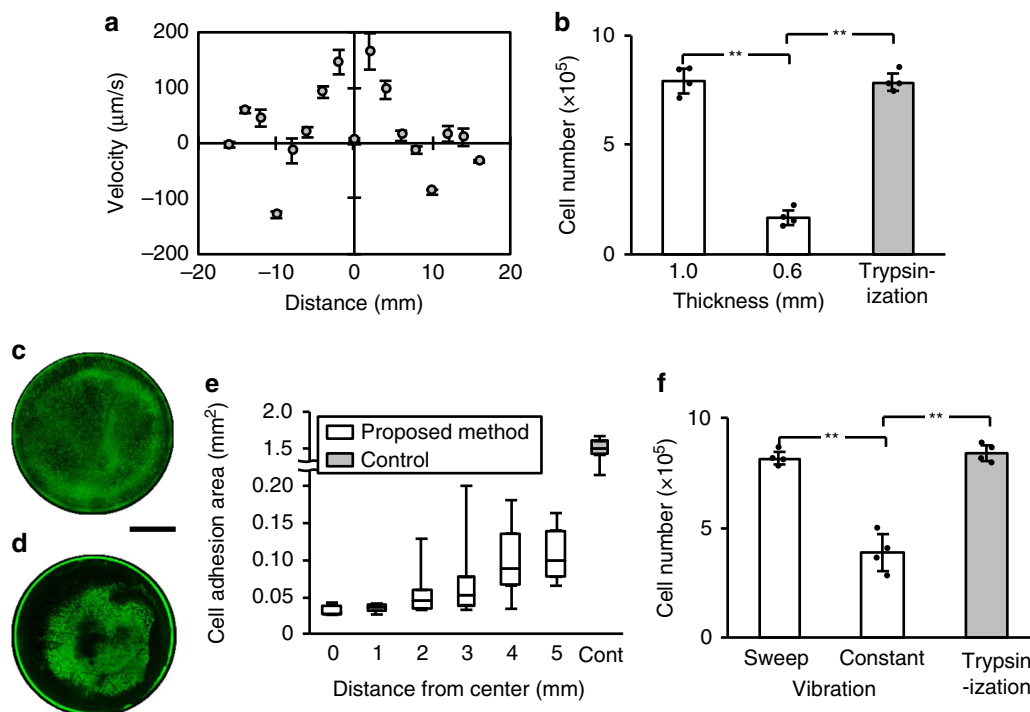 a
200
100
0
−100
−200
Velocity (μm/s)
−20
−10
0
10
20
Distance (mm)
b
10
5
0
Cell number (×10⁵)
**
**
1.0
0.6
Trypsin-
ization
Thickness (mm)
c
d
e
2.0
1.5
0.20
0.15
0.10
0.05
0
Cell adhesion area (mm²)
Proposed method
Control
0
1
2
3
4
5
Cont
Distance from center (mm)
f
10
5
0
Cell number (×10⁵)
**
**
Sweep
Constant
Trypsin
-ization
Vibration